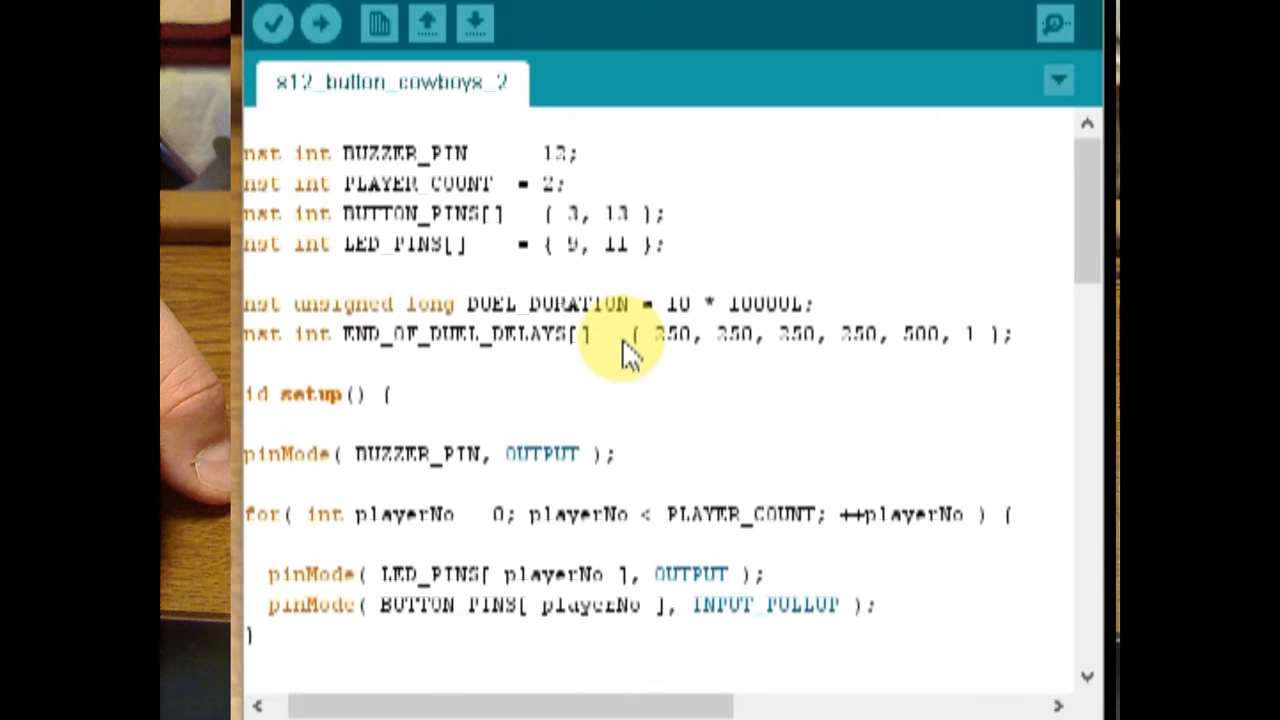 s12_button_cowboys_2
nst int BUZZER_PIN 12;
nst int PLAYER_COUNT = 2;
nst int BUTTON_PINS[] { 3, 13 };
nst int LED_PINS[] = { 9, 11 };
nst unsigned long DUEL_DURATION = 10 * 1000UL;
nst int END_OF_DUEL_DELAYS[] { 250, 250, 250, 250, 500, 1 };
id setup() {
pinMode( BUZZER_PIN, OUTPUT );
for( int playerNo 0; playerNo < PLAYER_COUNT; ++playerNo ) {
pinMode( LED_PINS[ playerNo ], OUTPUT );
pinMode( BUTTON_PINS[ playerNo ], INPUT_PULLUP );
}